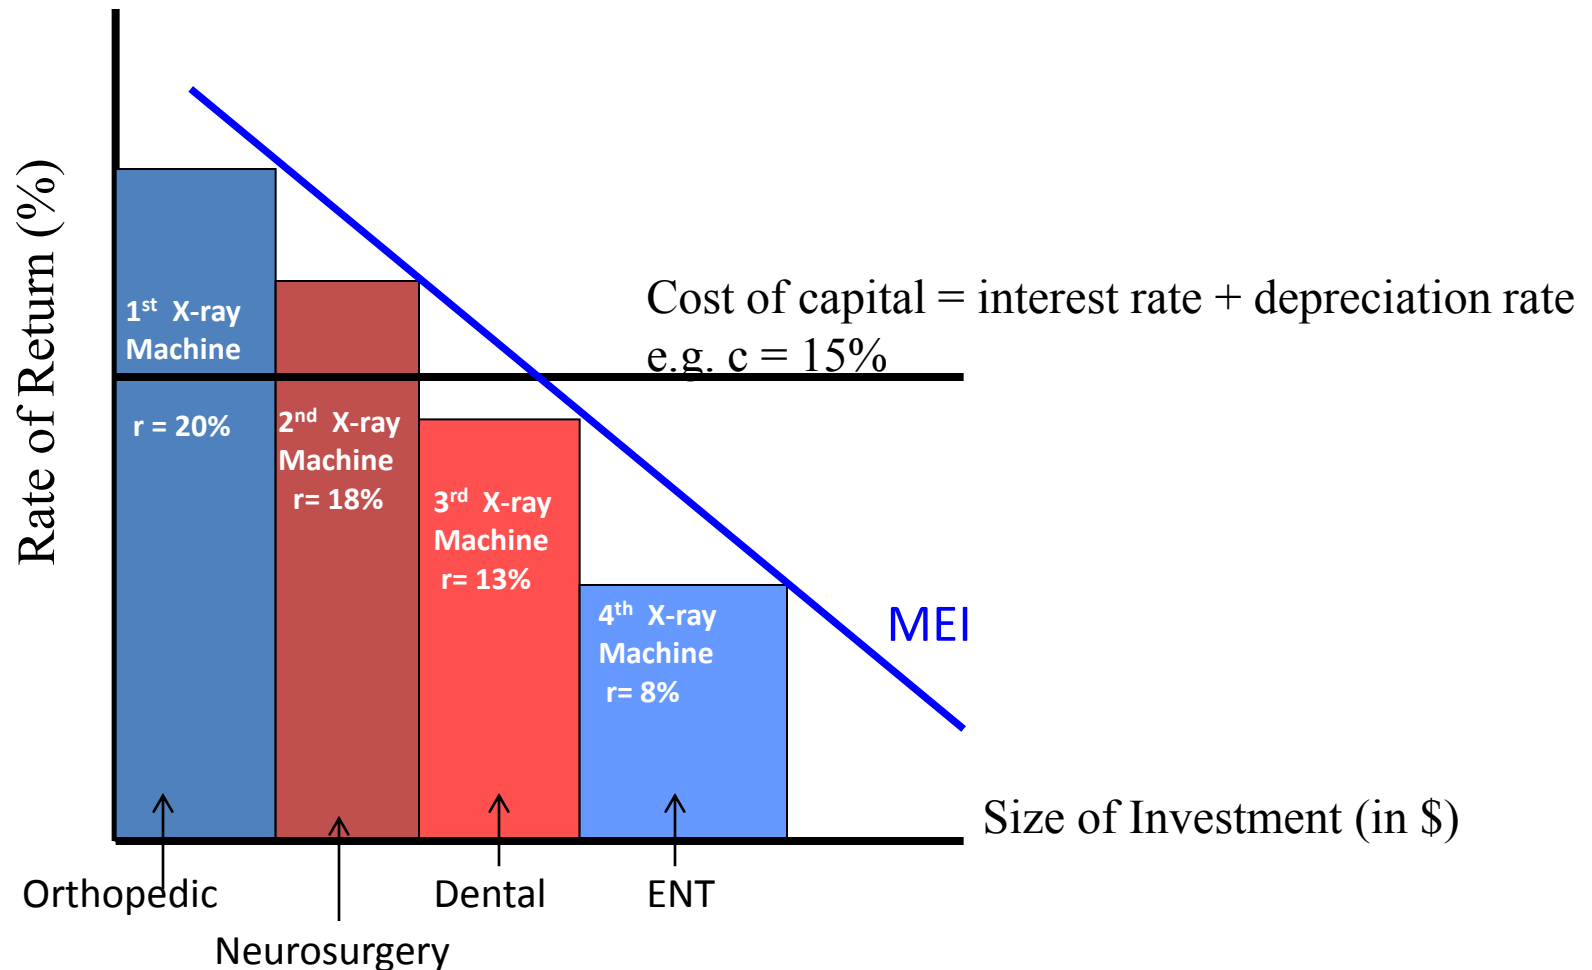 Rate of Return (%)
Cost of capital = interest rate + depreciation rate
e.g. c = 15%
1st X-ray
Machine
r = 20%
2nd X-ray
Machine
r= 18%
3rd X-ray
Machine
r= 13%
4th X-ray
Machine
r= 8%
MEI
Size of Investment (in $)
Orthopedic
Neurosurgery
Dental
ENT